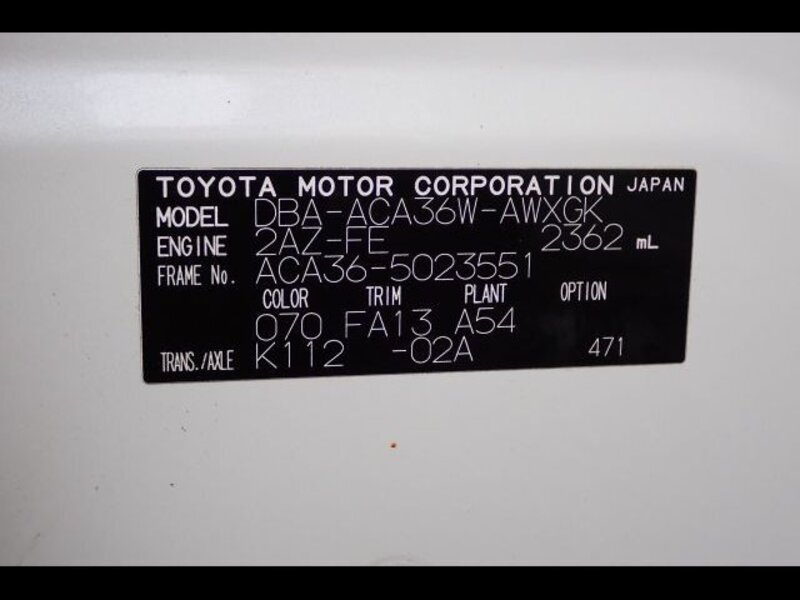 TOYOTA MOTOR CORPORATION JAPAN
MODEL DBA-ACA36W-AWXGK
ENGINE 2AZ-FE 2362 mL
FRAME No. ACA36-5023551
COLOR TRIM PLANT OPTION
070 FA13 A54
TRANS./AXLE K112 -02A 471